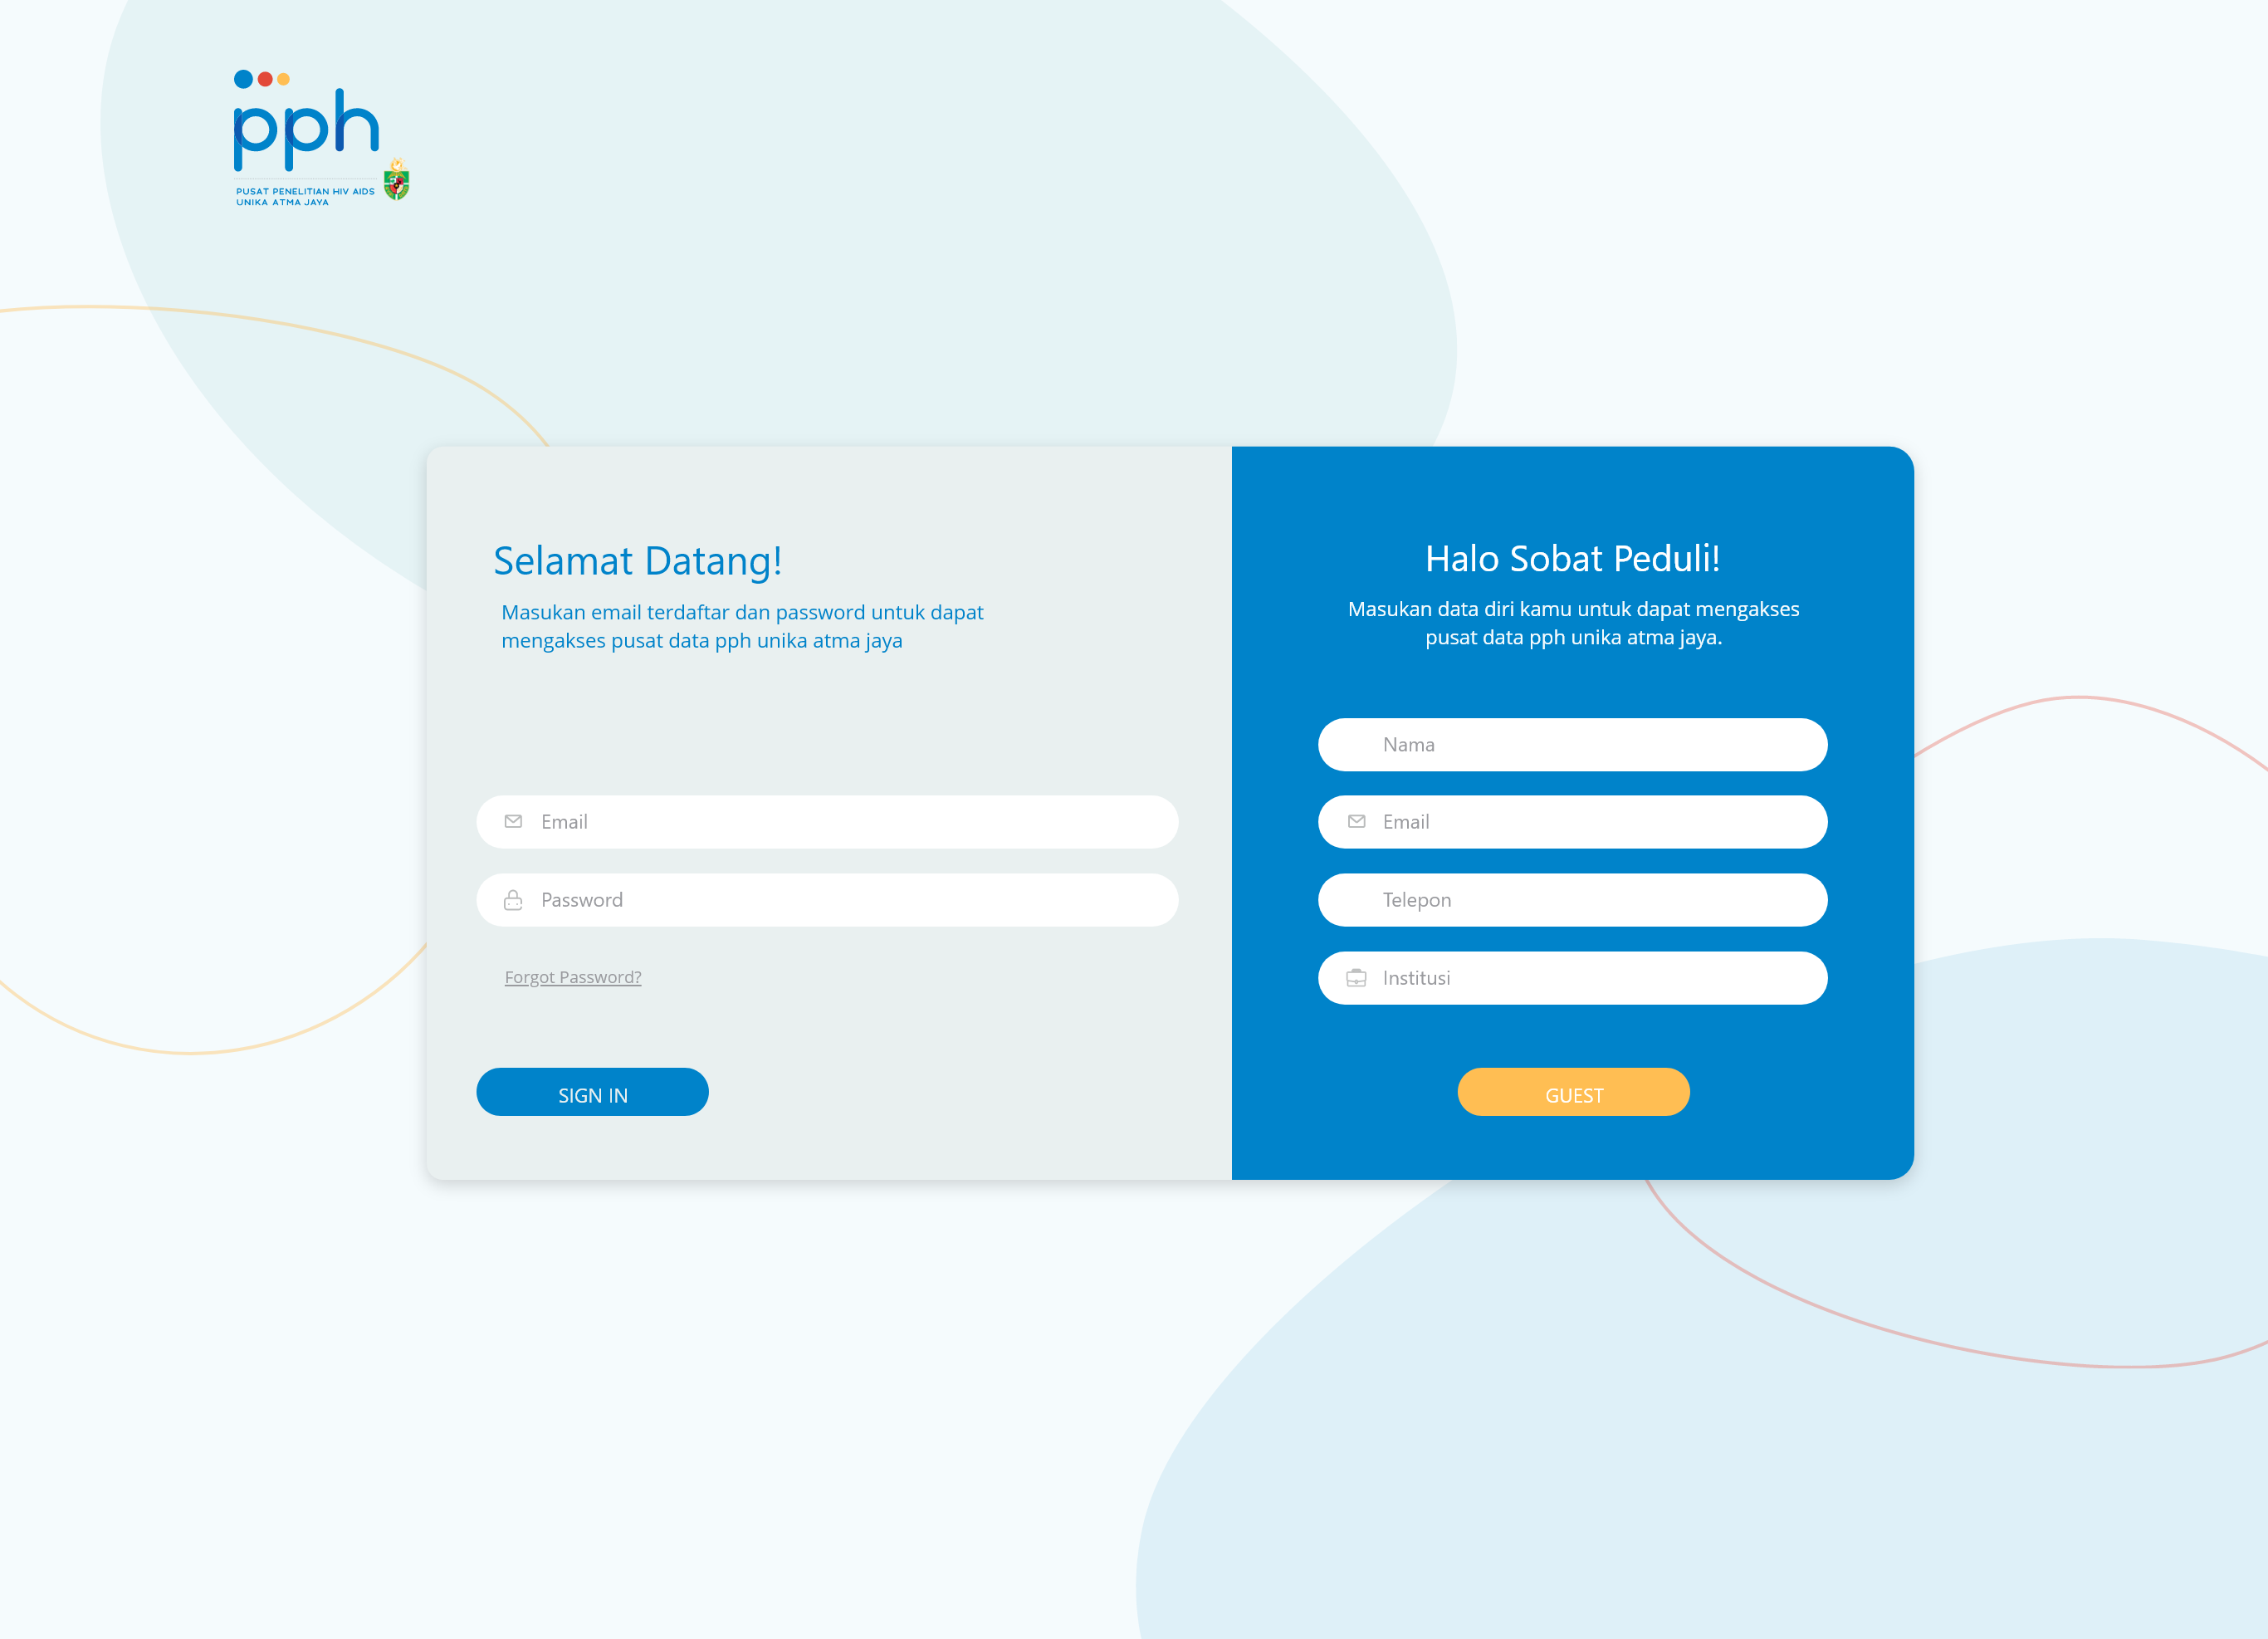 pph
PUSAT PENELITIAN HIV AIDS
UNIKA ATMA JAYA
Selamat Datang!
Masukan email terdaftar dan password untuk dapat
mengakses pusat data pph unika atma jaya
Email
Password
Forgot Password?
SIGN IN
Halo Sobat Peduli!
Masukan data diri kamu untuk dapat mengakses
pusat data pph unika atma jaya.
Nama
Email
Telepon
Institusi
GUEST